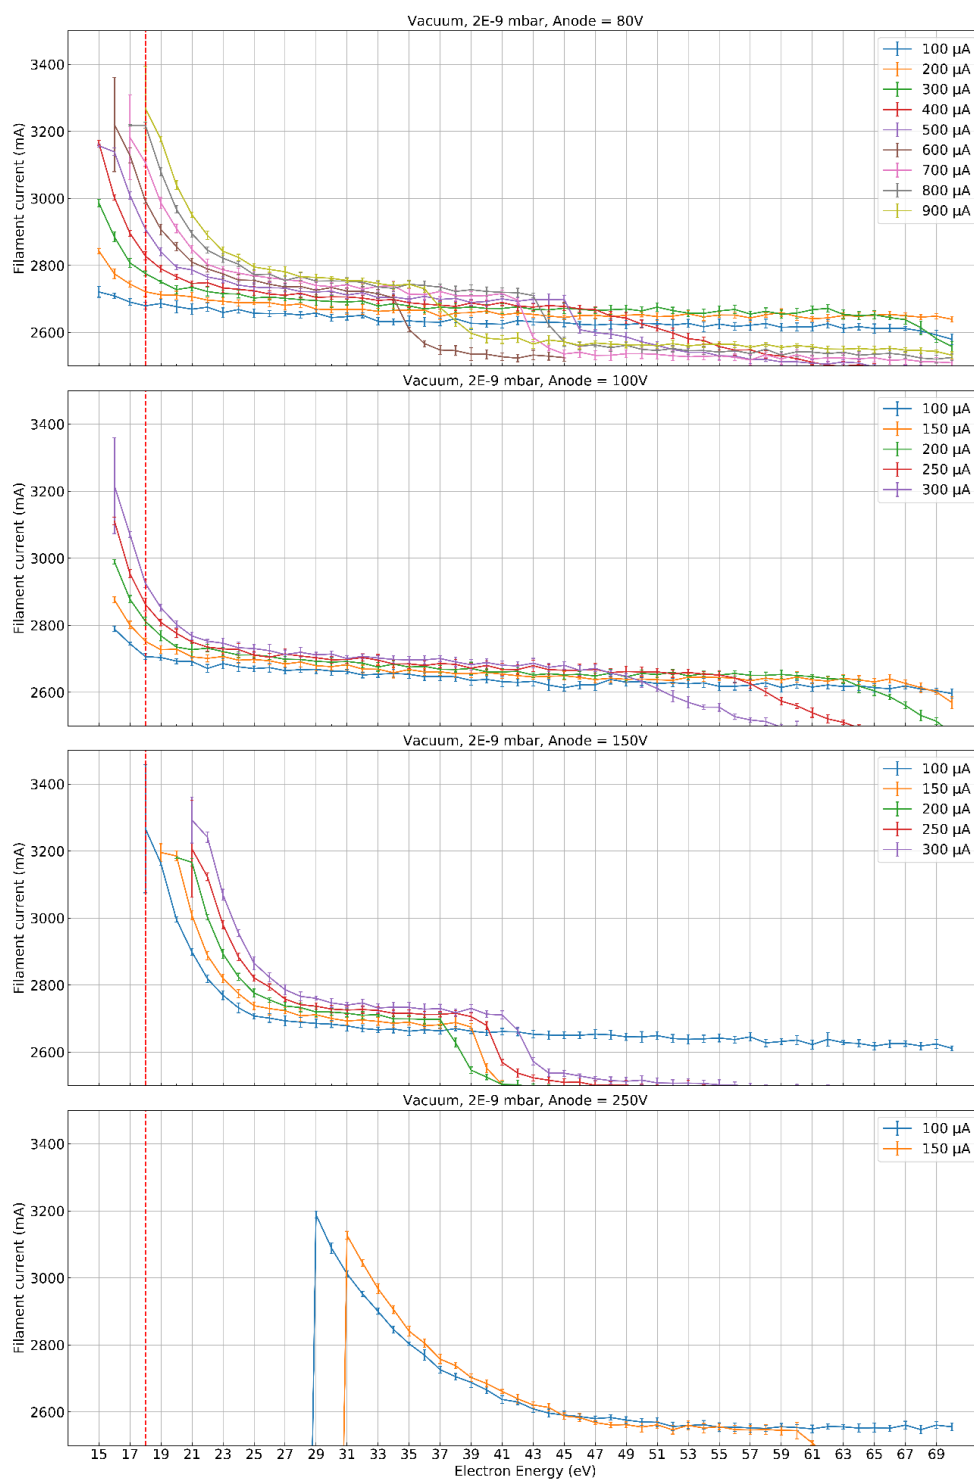 Vacuum, 2E-9 mbar, Anode = 80V
3400
3200
3000
2800
2600
Filament current (mA)
100 µA
200 µA
300 µA
400 µA
500 µA
600 µA
700 µA
800 µA
900 µA
Vacuum, 2E-9 mbar, Anode = 100V
3400
3200
3000
2800
2600
Filament current (mA)
100 µA
150 µA
200 µA
250 µA
300 µA
Vacuum, 2E-9 mbar, Anode = 150V
3400
3200
3000
2800
2600
Filament current (mA)
100 µA
150 µA
200 µA
250 µA
300 µA
Vacuum, 2E-9 mbar, Anode = 250V
3400
3200
3000
2800
2600
Filament current (mA)
100 µA
150 µA
15 17 19 21 23 25 27 29 31 33 35 37 39 41 43 45 47 49 51 53 55 57 59 61 63 65 67 69
Electron Energy (eV)